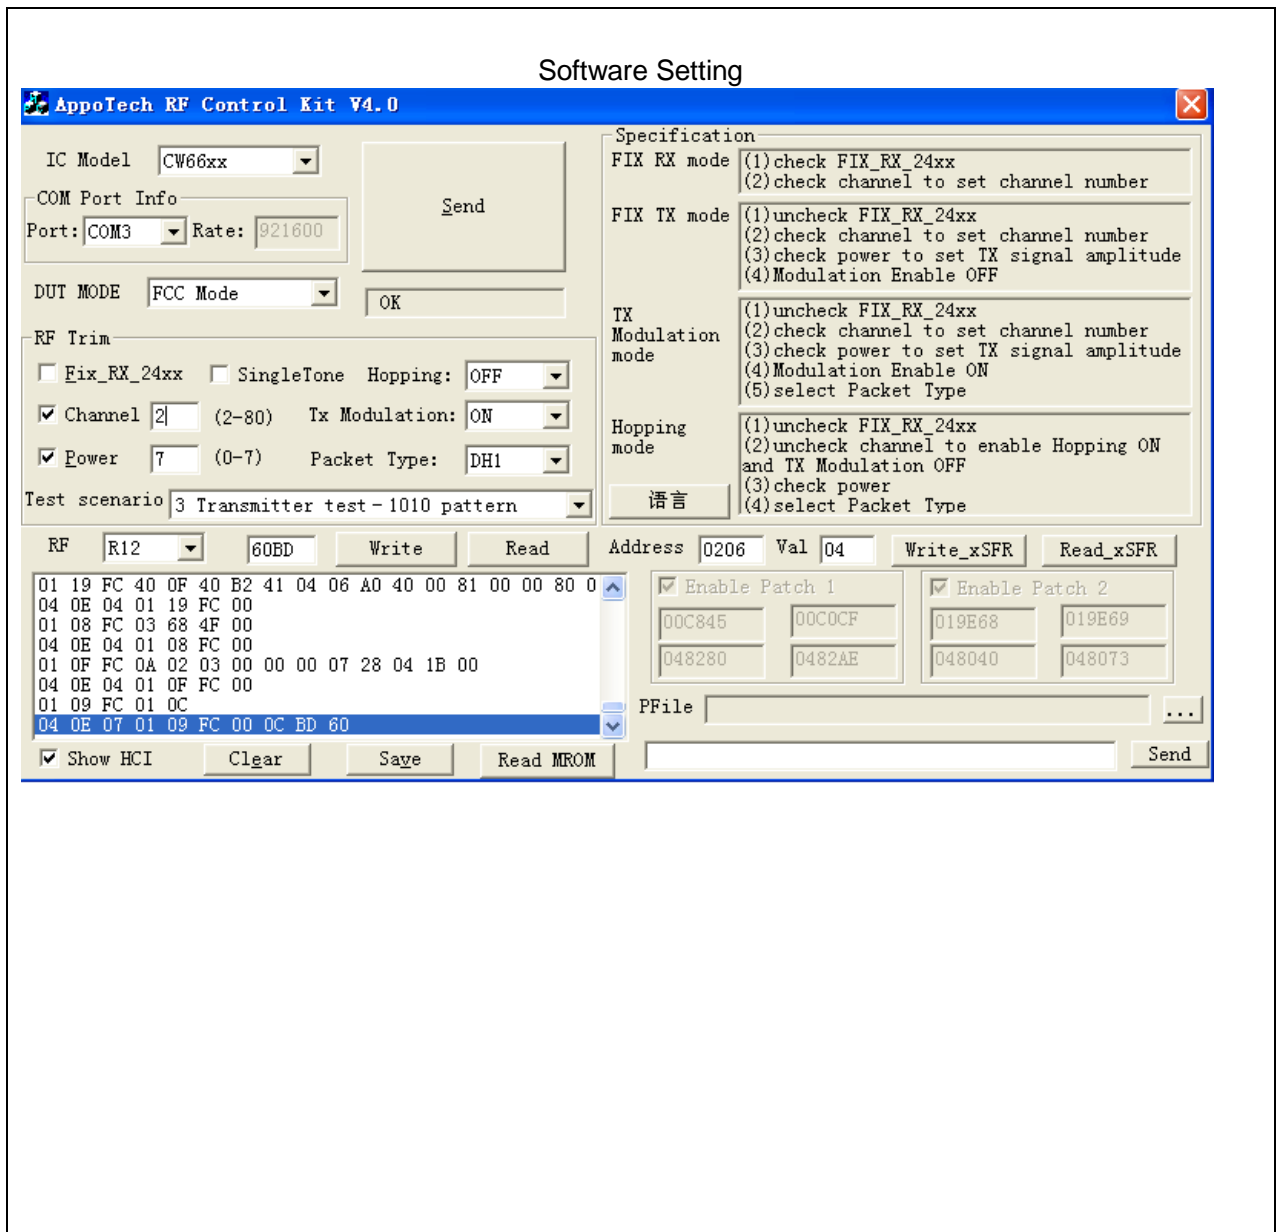 Software Setting
AppoTech RF Control Kit V4.0
IC Model CW66xx
COM Port Info
Port: COM3 Rate: 921600
Send
DUT MODE FCC Mode
OK
RF Trim
Fix_RX_24xx SingleTone Hopping: OFF
Channel 2 (2-80) Tx Modulation: ON
Power 7 (0-7) Packet Type: DH1
Test scenario 3 Transmitter test-1010 pattern
Specification
FIX RX mode (1)check FIX_RX_24xx
(2)check channel to set channel number
FIX TX mode (1)uncheck FIX_RX_24xx
(2)check channel to set channel number
(3)check power to set TX signal amplitude
(4)Modulation Enable OFF
TX Modulation mode (1)uncheck FIX_RX_24xx
(2)check channel to set channel number
(3)check power to set TX signal amplitude
(4)Modulation Enable ON
(5)select Packet Type
Hopping mode (1)uncheck FIX_RX_24xx
(2)uncheck channel to enable Hopping ON
and TX Modulation OFF
(3)check power
(4)select Packet Type
语言
RF R12 60BD Write Read
Address 0206 Val 04 Write_xSFR Read_xSFR
01 19 FC 40 0F 40 B2 41 04 06 A0 40 00 81 00 00 80 0
04 0E 04 01 19 FC 00
01 08 FC 03 68 4F 00
04 0E 04 01 08 FC 00
01 0F FC 0A 02 03 00 00 00 07 28 04 1B 00
04 0E 04 01 0F FC 00
01 09 FC 01 0C
04 0E 07 01 09 FC 00 0C BD 60
Enable Patch 1
00C845 00C0CF
048280 0482AE
Enable Patch 2
019E68 019E69
048040 048073
PFile ...
Show HCI Clear Save Read MROM
Send